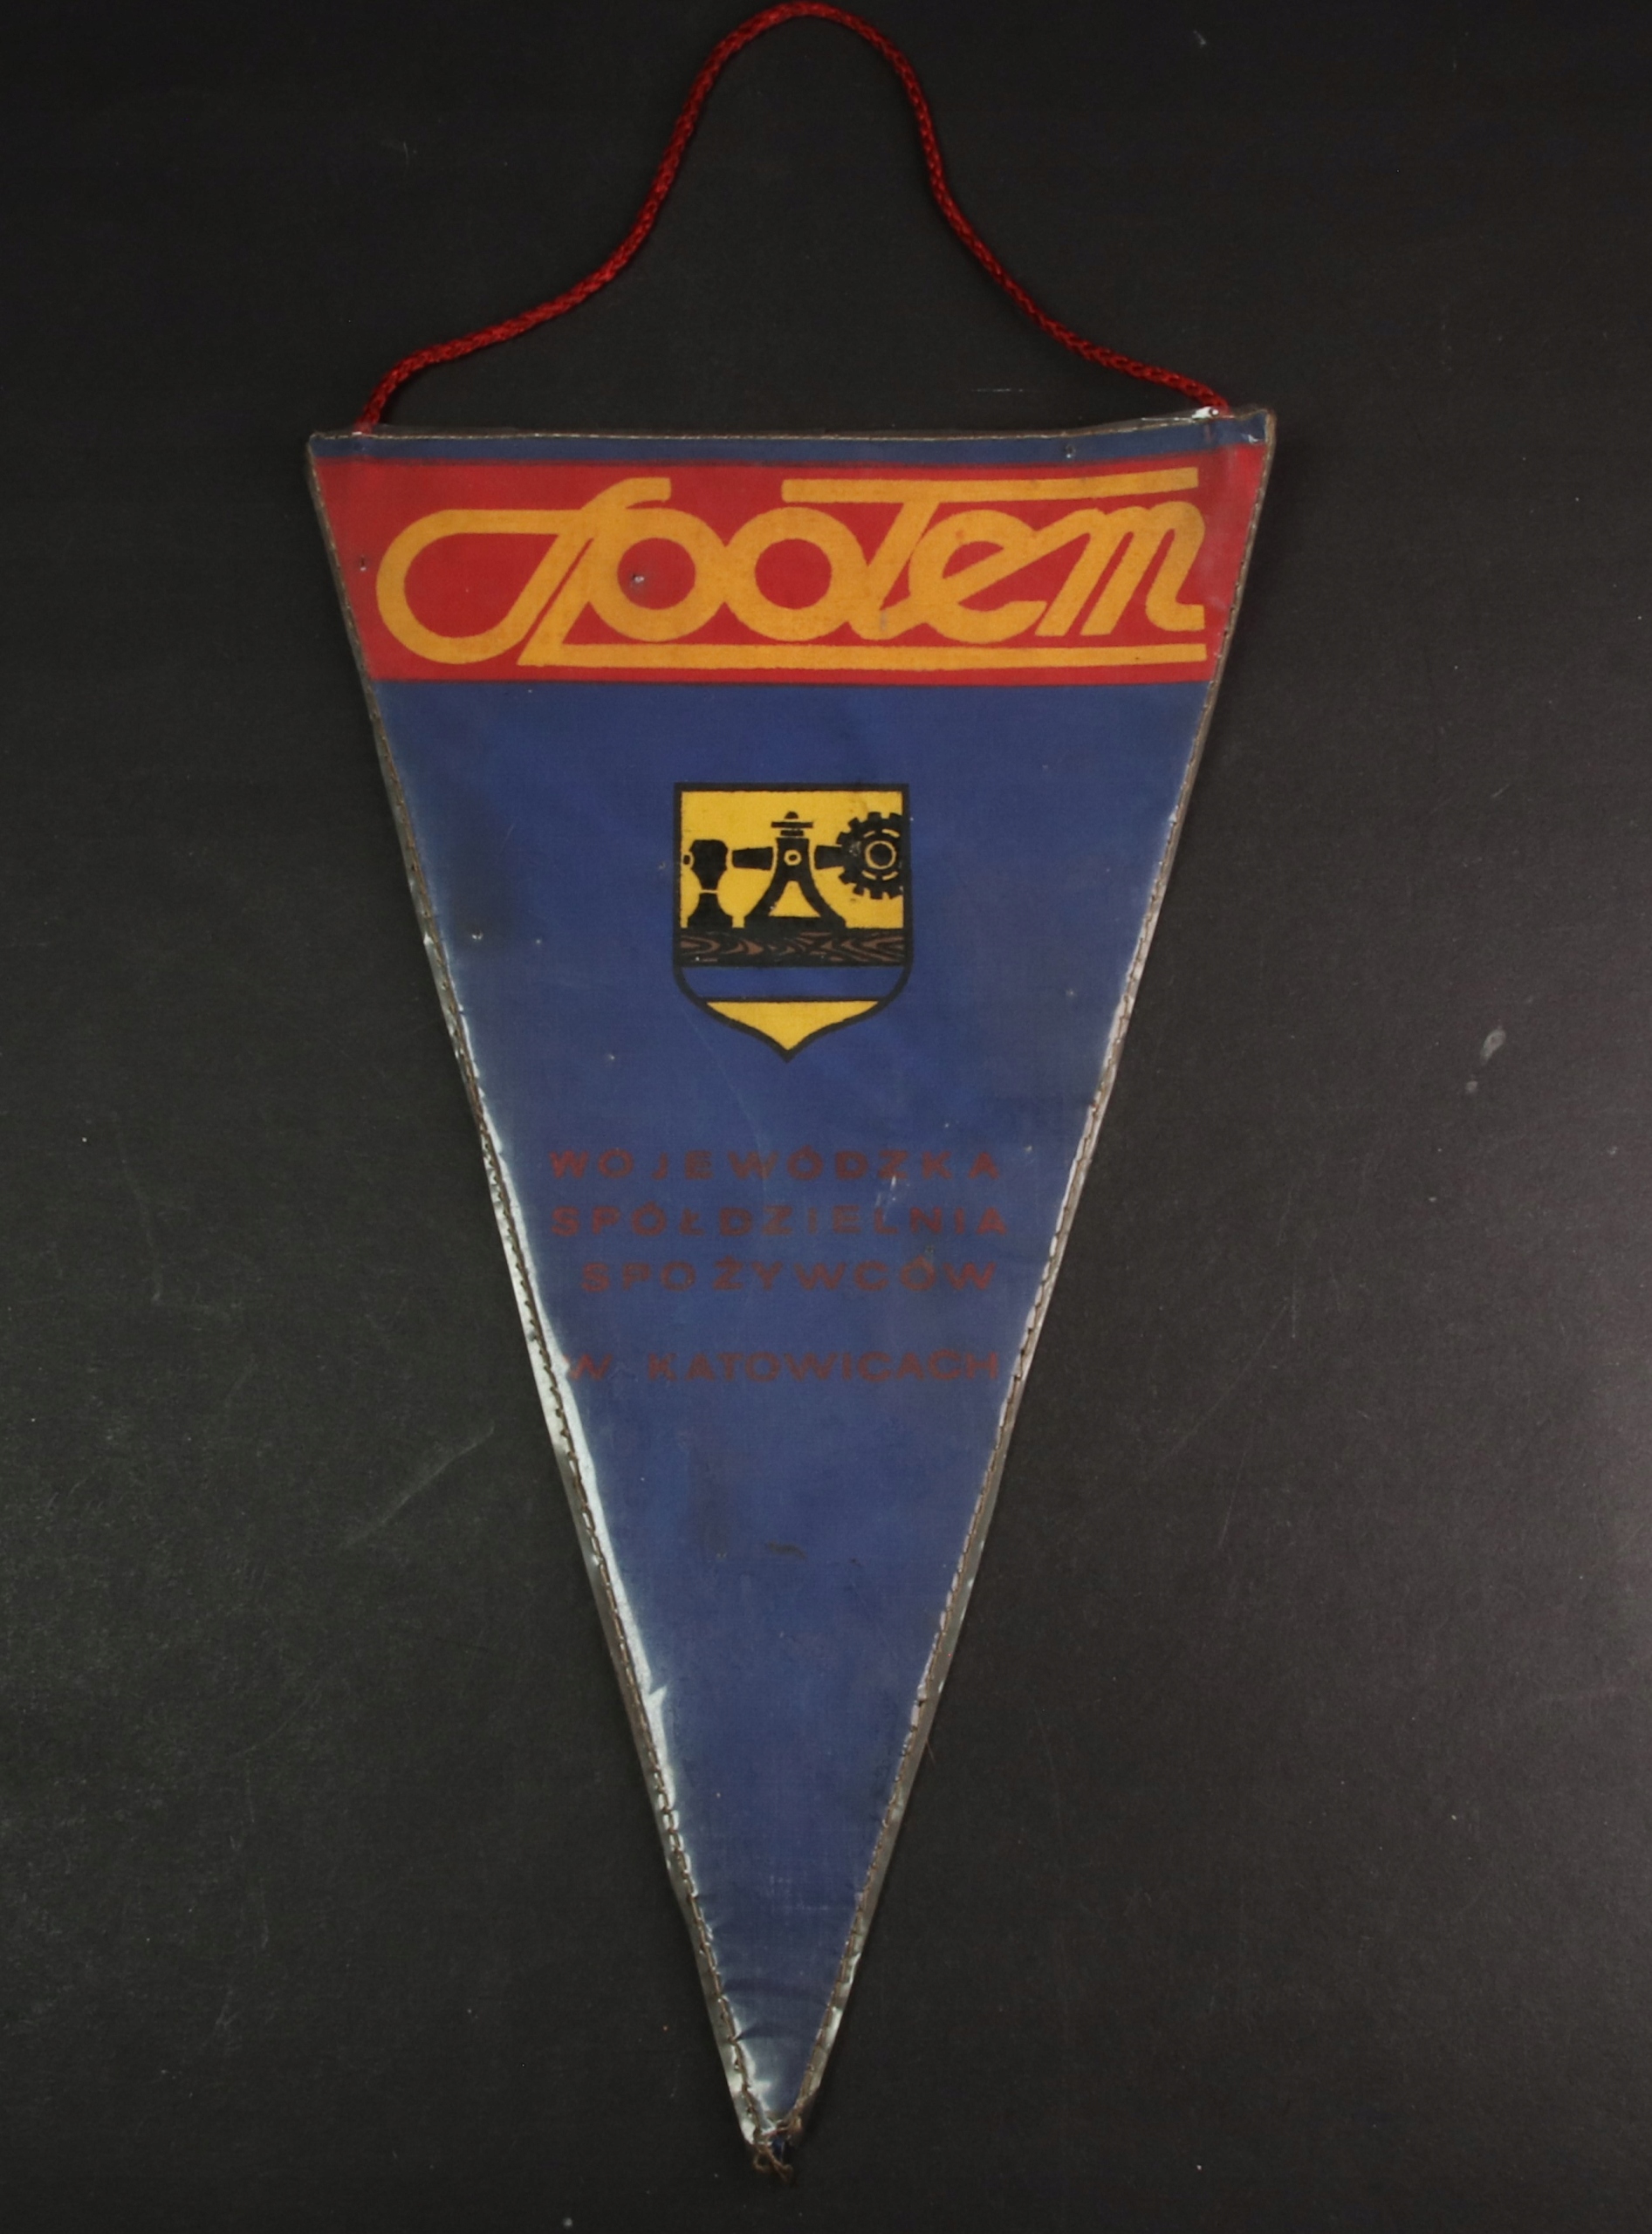 Społem
WOJEWÓDZKA
SPÓŁDZIELNIA
SPOŻYWCÓW
W KATOWICACH